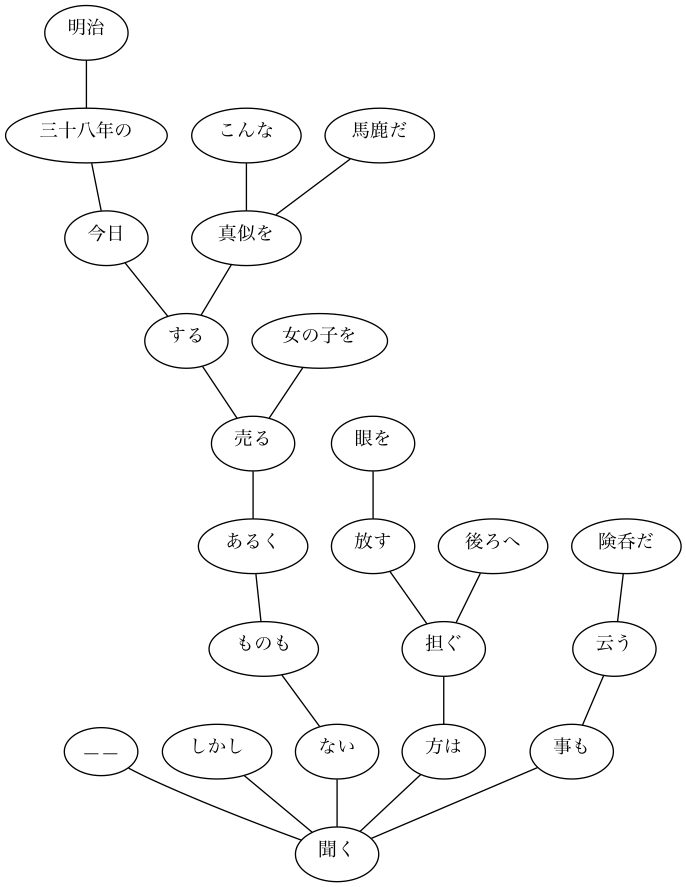 明治
三十八年の
こんな
馬鹿だ
今日
真似を
する
女の子を
売る
眼を
あるく
放す
後ろへ
険呑だ
ものも
担ぐ
云う
——
しかし
ない
方は
事も
聞く